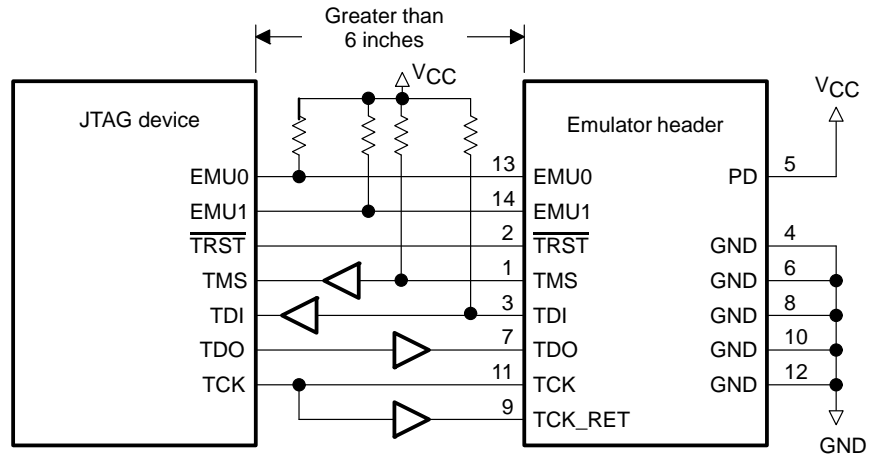 Greater than
6 inches
VCC
JTAG device
Emulator header
VCC
EMU0 13 EMU0 PD 5
EMU1 14 EMU1
TRST 2 TRST GND 4
TMS 1 TMS GND 6
TDI 3 TDI GND 8
TDO 7 TDO GND 10
TCK 11 TCK GND 12
9 TCK_RET
GND